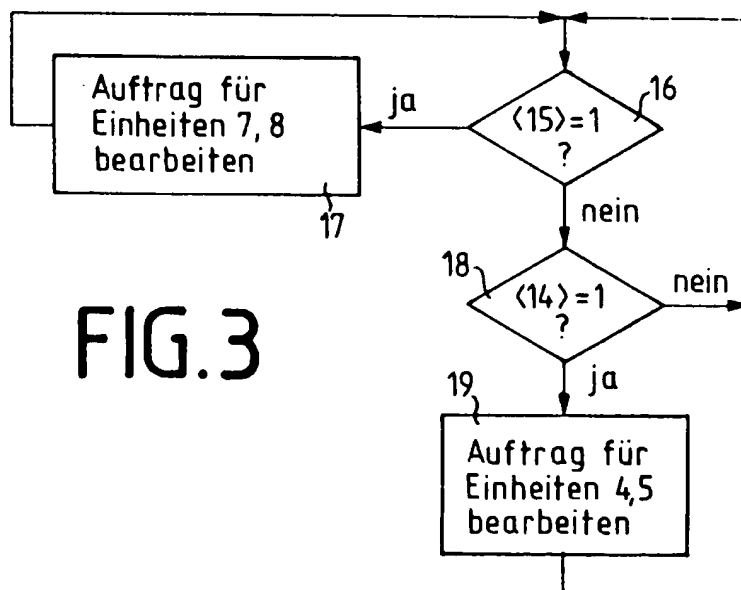 Auftrag für
Einheiten 7,8
bearbeiten
17
ja
⟨15⟩=1
?
16
nein
18
⟨14⟩=1
?
nein
ja
FIG.3
19
Auftrag für
Einheiten 4,5
bearbeiten